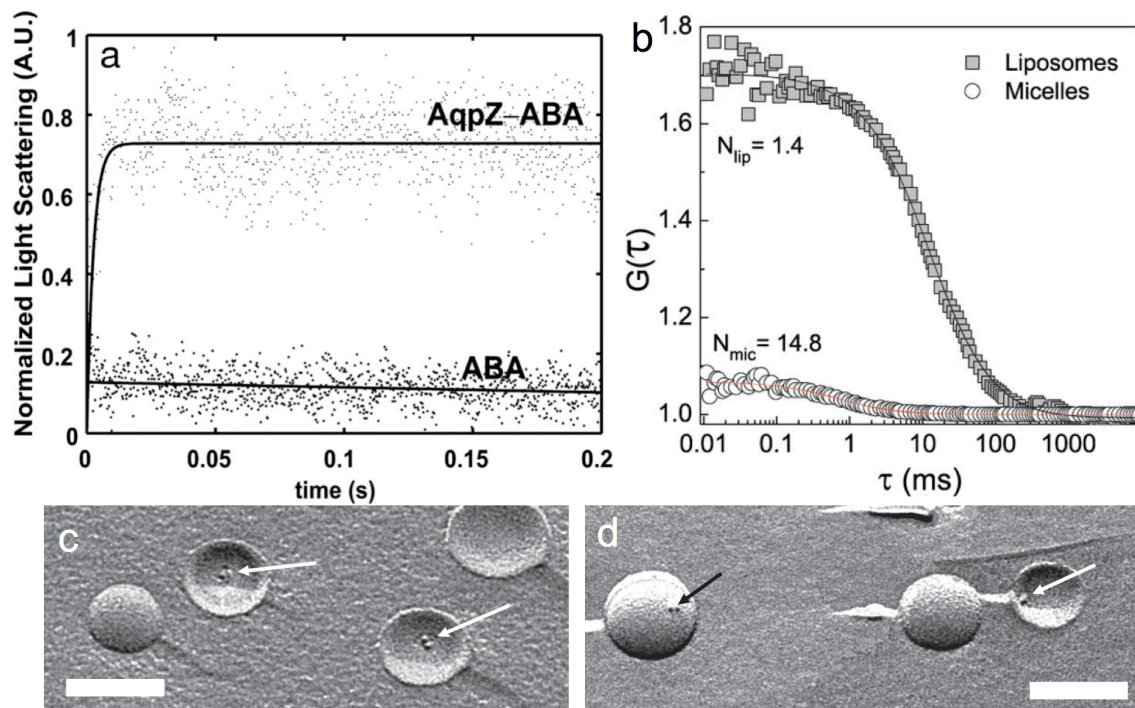 a
Normalized Light Scattering (A.U.)
1
0.8
0.6
0.4
0.2
0
AqpZ–ABA
ABA
0 0.05 0.1 0.15 0.2
time (s)
b
G(τ)
1.8
1.6
1.4
1.2
1.0
Liposomes
Micelles
N_lip = 1.4
N_mic = 14.8
0.01 0.1 1 10 100 1000
τ (ms)
c
d